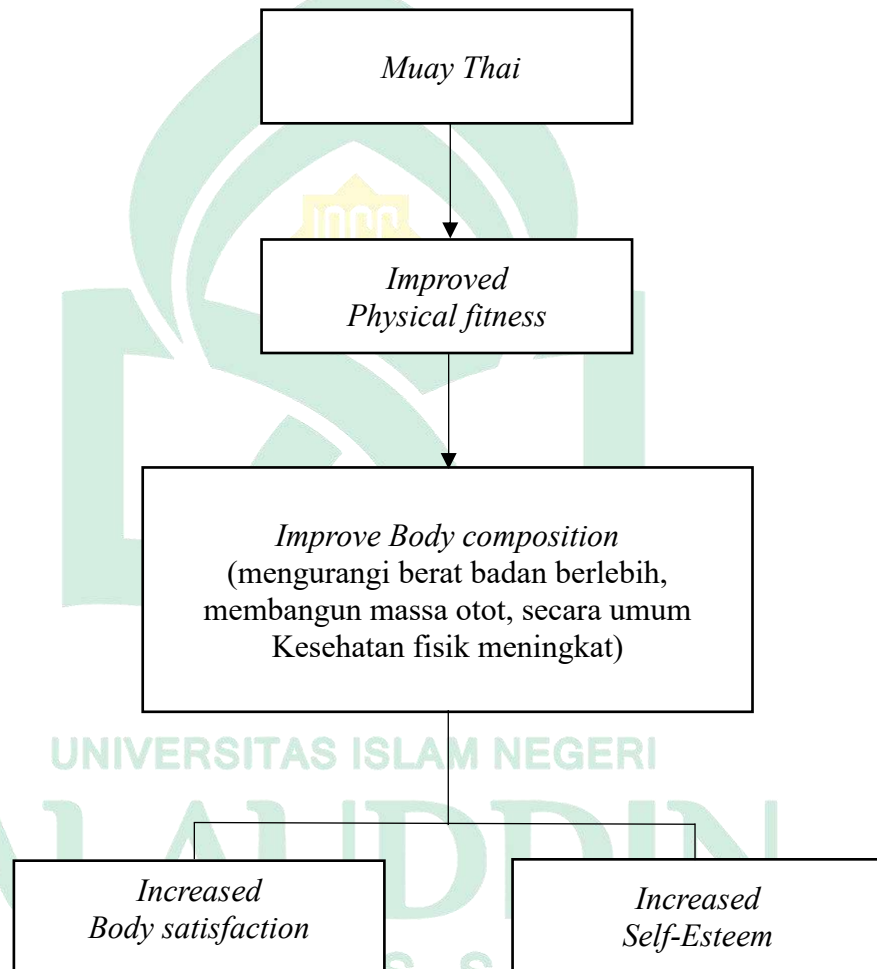 Muay Thai
Improved
Physical fitness
Improve Body composition
(mengurangi berat badan berlebih,
membangun massa otot, secara umum
Kesehatan fisik meningkat)
UNIVERSITAS ISLAM NEGERI
ALAUDDIN
Increased
Body satisfaction
Increased
Self-Esteem